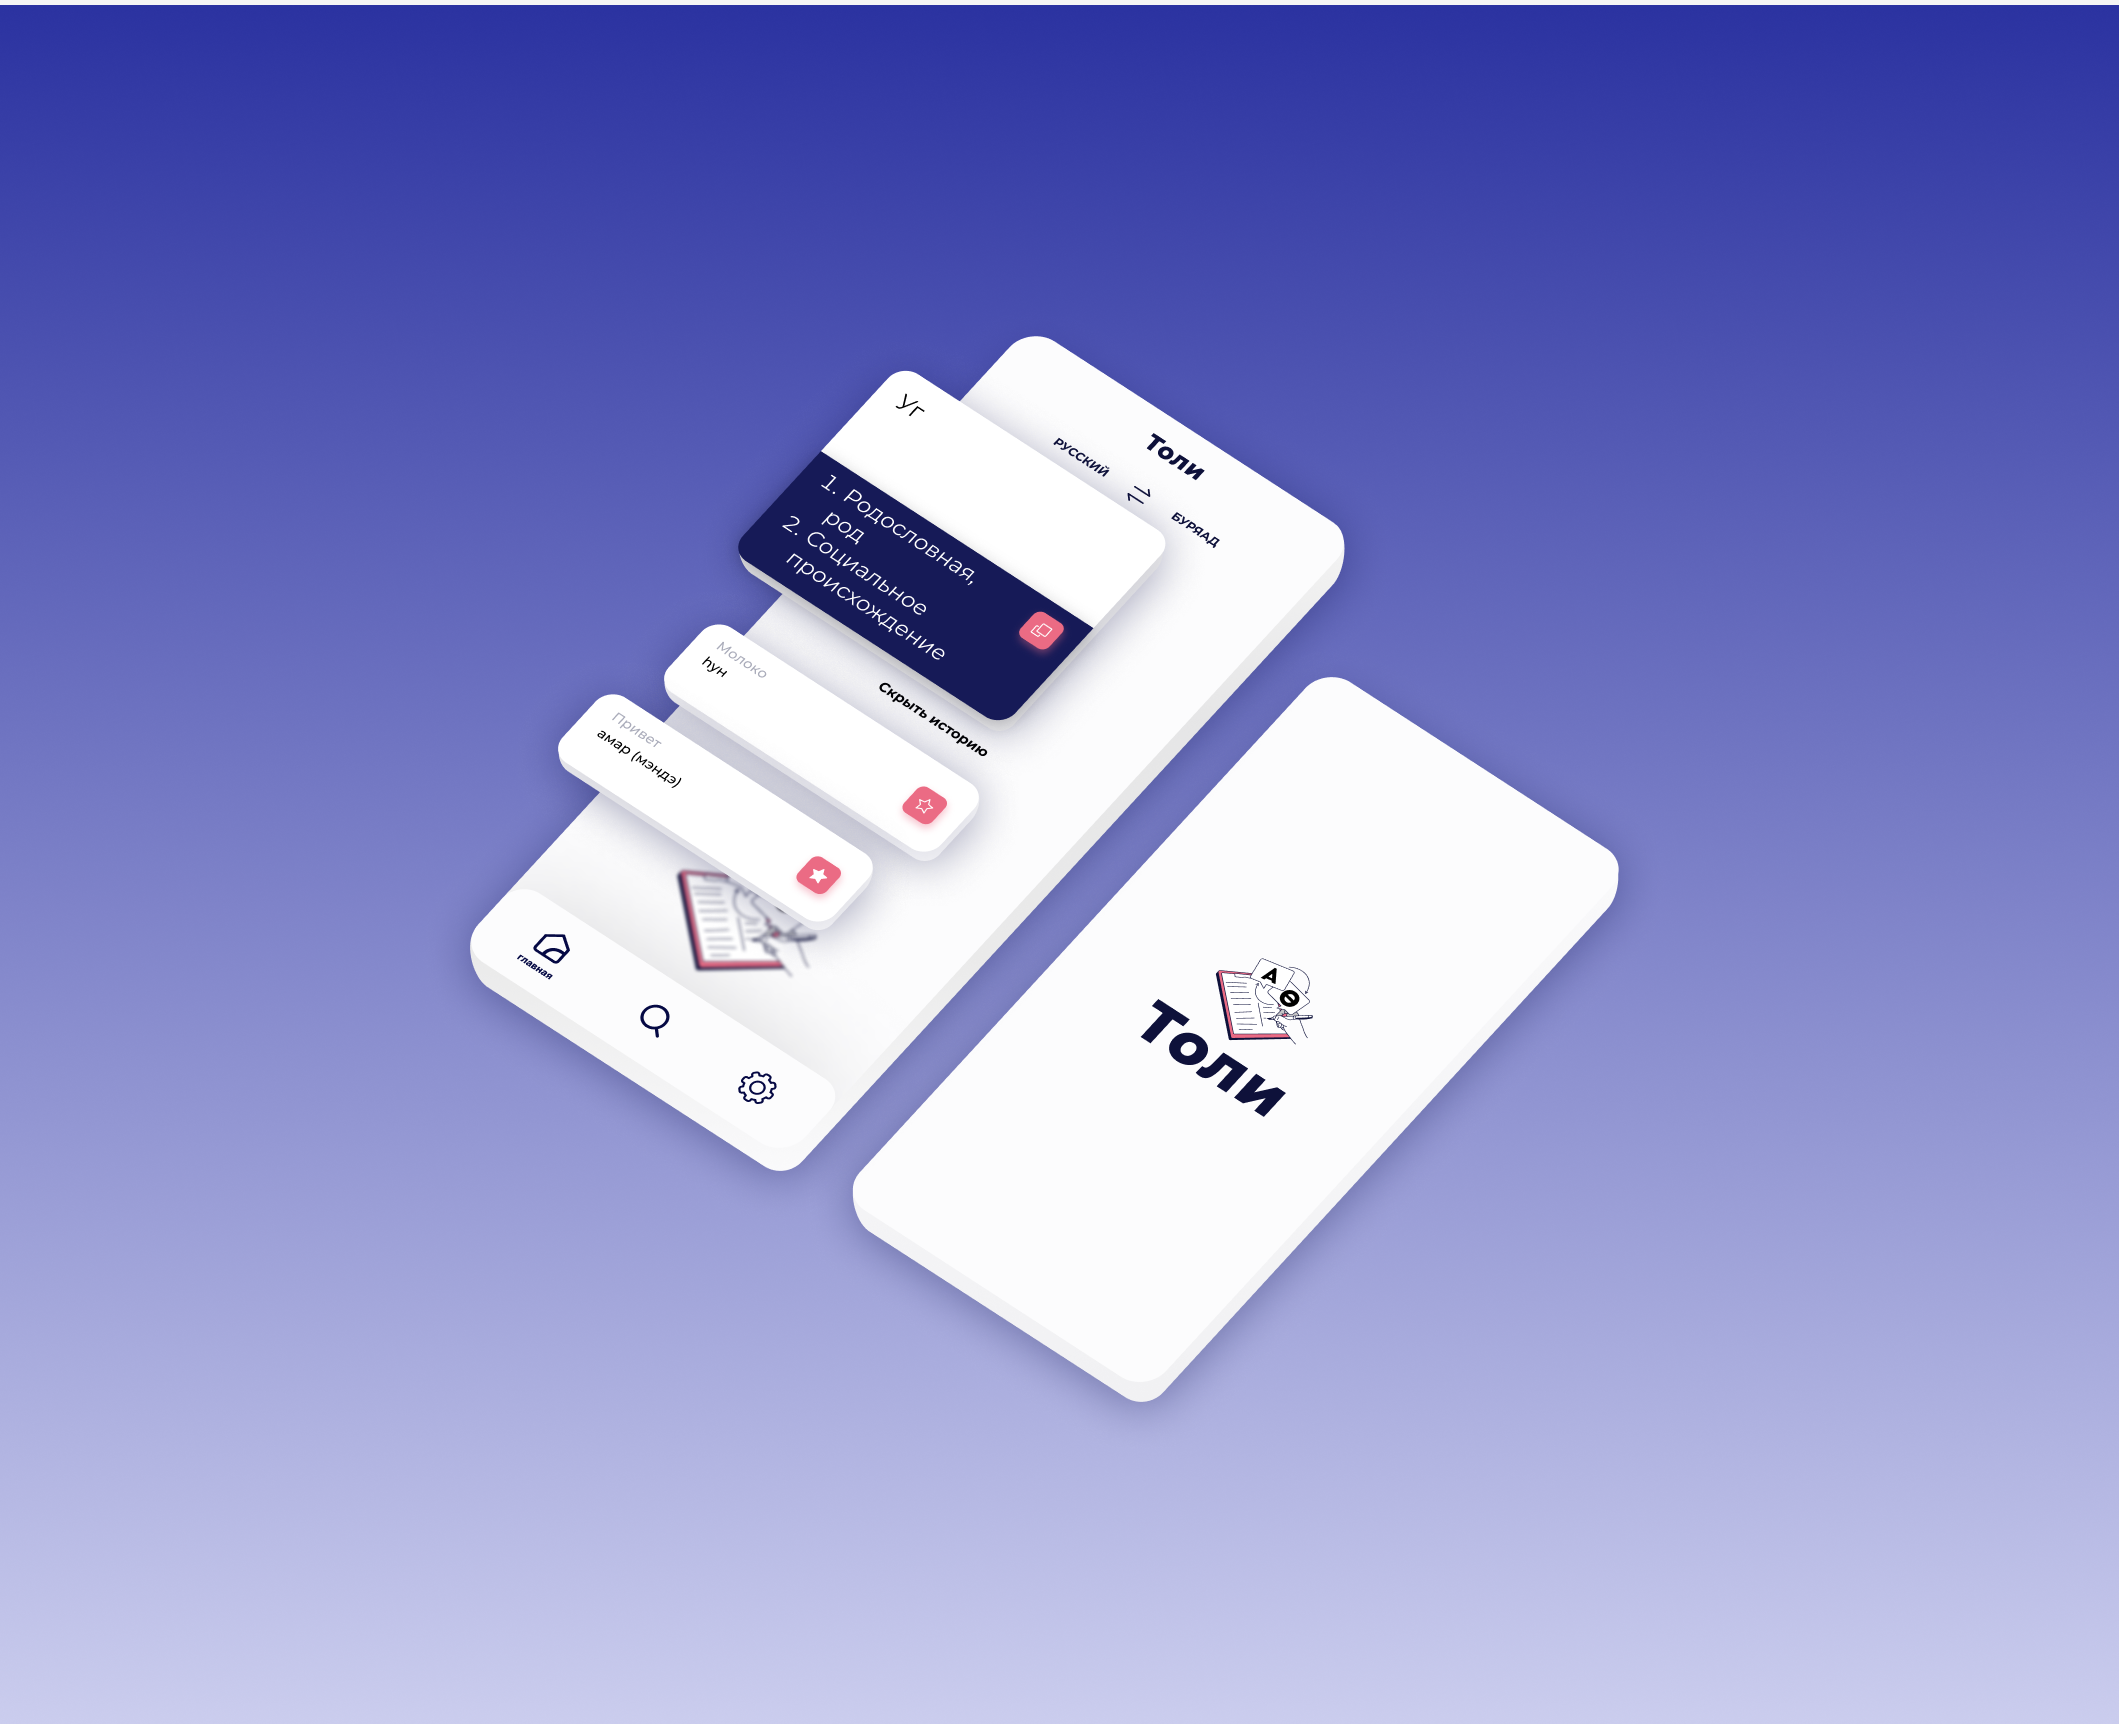 Толи
РУССКИЙ
БУРЯАД
Уг
1. Родословная,
род
2. Социальное
происхождение
Скрыть историю
Молоко
һүн
Привет
амар (мэндэ)
главная
А
Ө
Толи